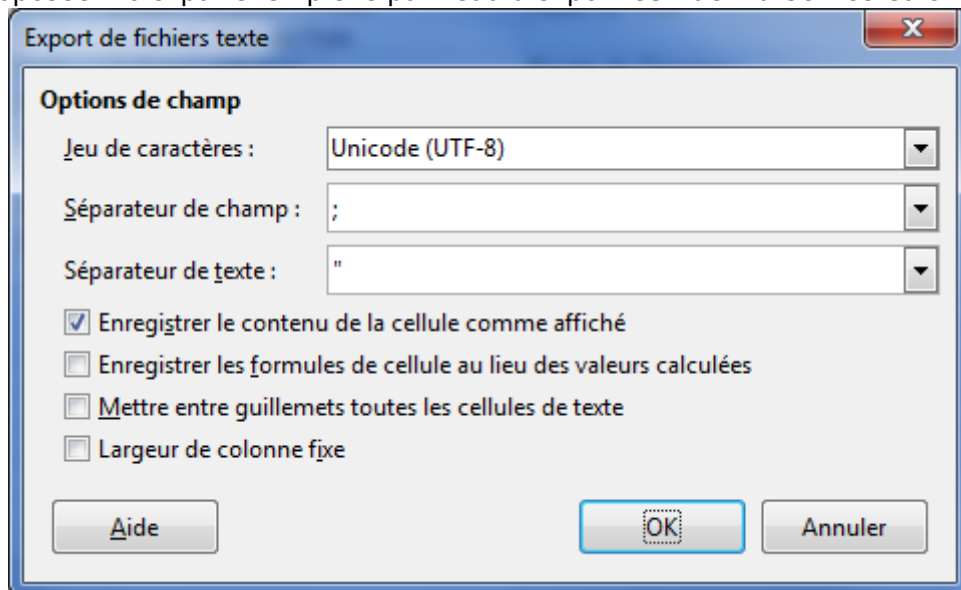 Export de fichiers texte
Options de champ
Jeu de caractères :
Unicode (UTF-8)
Séparateur de champ :
;
Séparateur de texte :
"
Enregistrer le contenu de la cellule comme affiché
Enregistrer les formules de cellule au lieu des valeurs calculées
Mettre entre guillemets toutes les cellules de texte
Largeur de colonne fixe
Aide
OK
Annuler